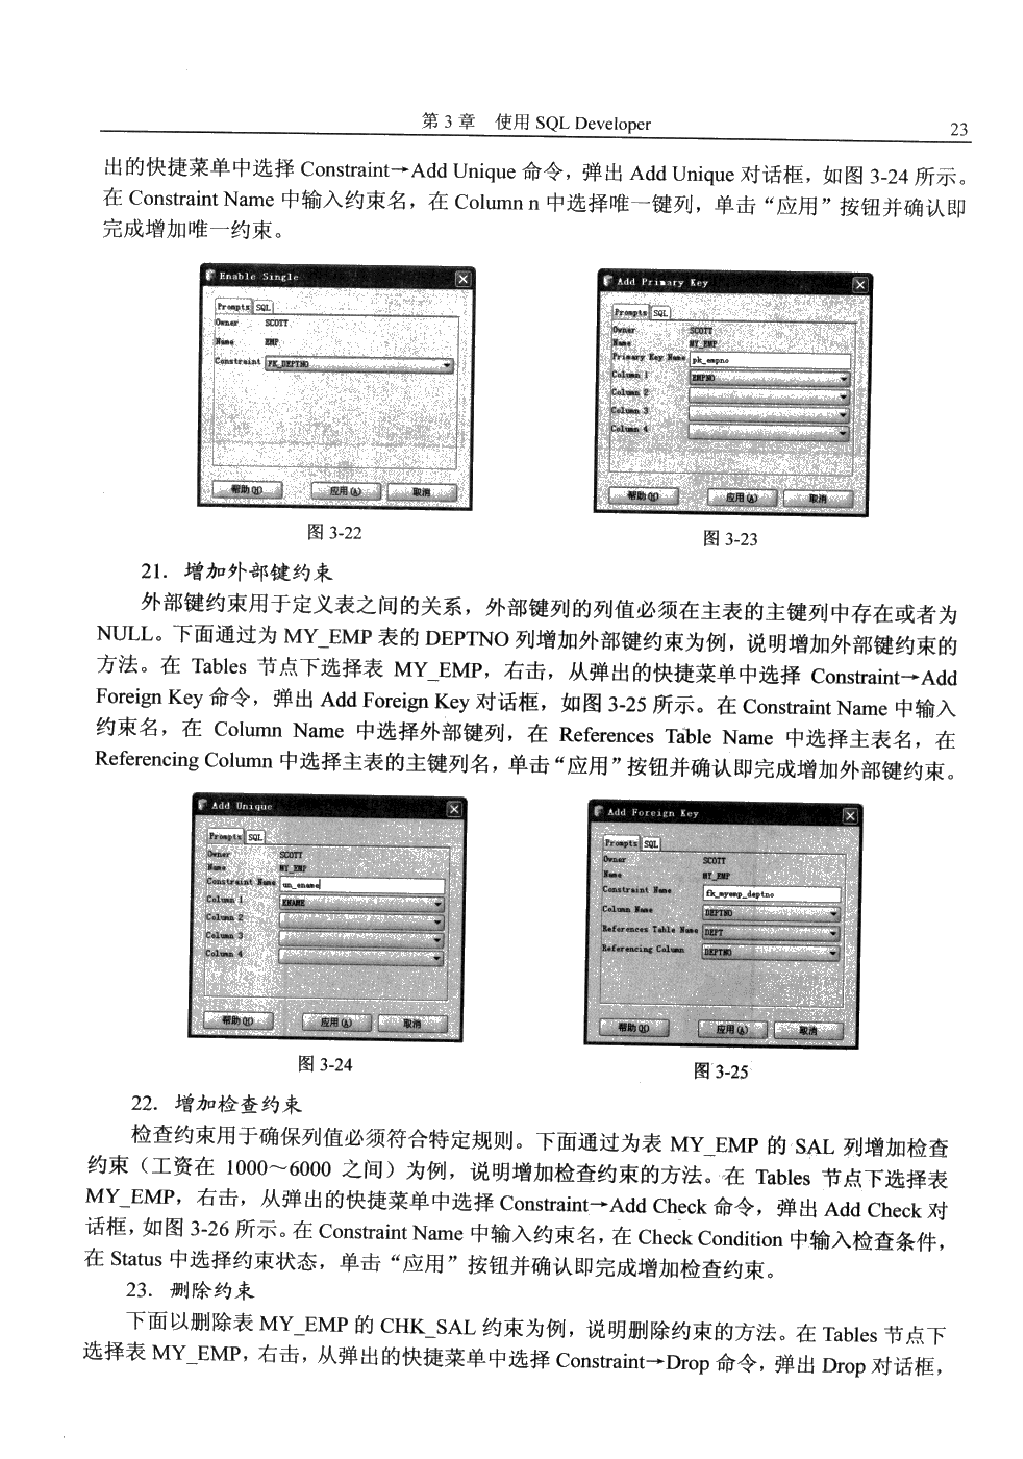 第 3 章 使用 SQL Developer
23
出的快捷菜单中选择 Constraint→Add Unique 命令，弹出 Add Unique 对话框，如图 3-24 所示。
在 Constraint Name 中输入约束名，在 Column n 中选择唯一键列，单击“应用”按钮并确认即
完成增加唯一约束。
Enable Single
Prompts SQL
Owner SCOTT
Name EMP
Constraint FK_DEPTNO
帮助(H) 应用(A) 取消
图 3-22
Add Primary Key
Prompts SQL
Owner SCOTT
Name MY_EMP
Primary Key Name pk_empno
Column 1 EMPNO
Column 2
Column 3
Column 4
帮助(H) 应用(A) 取消
图 3-23
21．增加外部键约束
外部键约束用于定义表之间的关系，外部键列的列值必须在主表的主键列中存在或者为
NULL。下面通过为 MY_EMP 表的 DEPTNO 列增加外部键约束为例，说明增加外部键约束的
方法。在 Tables 节点下选择表 MY_EMP，右击，从弹出的快捷菜单中选择 Constraint→Add
Foreign Key 命令，弹出 Add Foreign Key 对话框，如图 3-25 所示。在 Constraint Name 中输入
约束名，在 Column Name 中选择外部键列，在 References Table Name 中选择主表名，在
Referencing Column 中选择主表的主键列名，单击“应用”按钮并确认即完成增加外部键约束。
Add Unique
Prompts SQL
Owner SCOTT
Name MY_EMP
Constraint Name un_ename
Column 1 ENAME
Column 2
Column 3
Column 4
帮助(H) 应用(A) 取消
图 3-24
Add Foreign Key
Prompts SQL
Owner SCOTT
Name MY_EMP
Constraint Name fk_myemp_deptno
Column Name DEPTNO
References Table Name DEPT
Referencing Column DEPTNO
帮助(H) 应用(A) 取消
图 3-25
22．增加检查约束
检查约束用于确保列值必须符合特定规则。下面通过为表 MY_EMP 的 SAL 列增加检查
约束（工资在 1000～6000 之间）为例，说明增加检查约束的方法。在 Tables 节点下选择表
MY_EMP，右击，从弹出的快捷菜单中选择 Constraint→Add Check 命令，弹出 Add Check 对
话框，如图 3-26 所示。在 Constraint Name 中输入约束名，在 Check Condition 中输入检查条件，
在 Status 中选择约束状态，单击“应用”按钮并确认即完成增加检查约束。
23．删除约束
下面以删除表 MY_EMP 的 CHK_SAL 约束为例，说明删除约束的方法。在 Tables 节点下
选择表 MY_EMP，右击，从弹出的快捷菜单中选择 Constraint→Drop 命令，弹出 Drop 对话框，